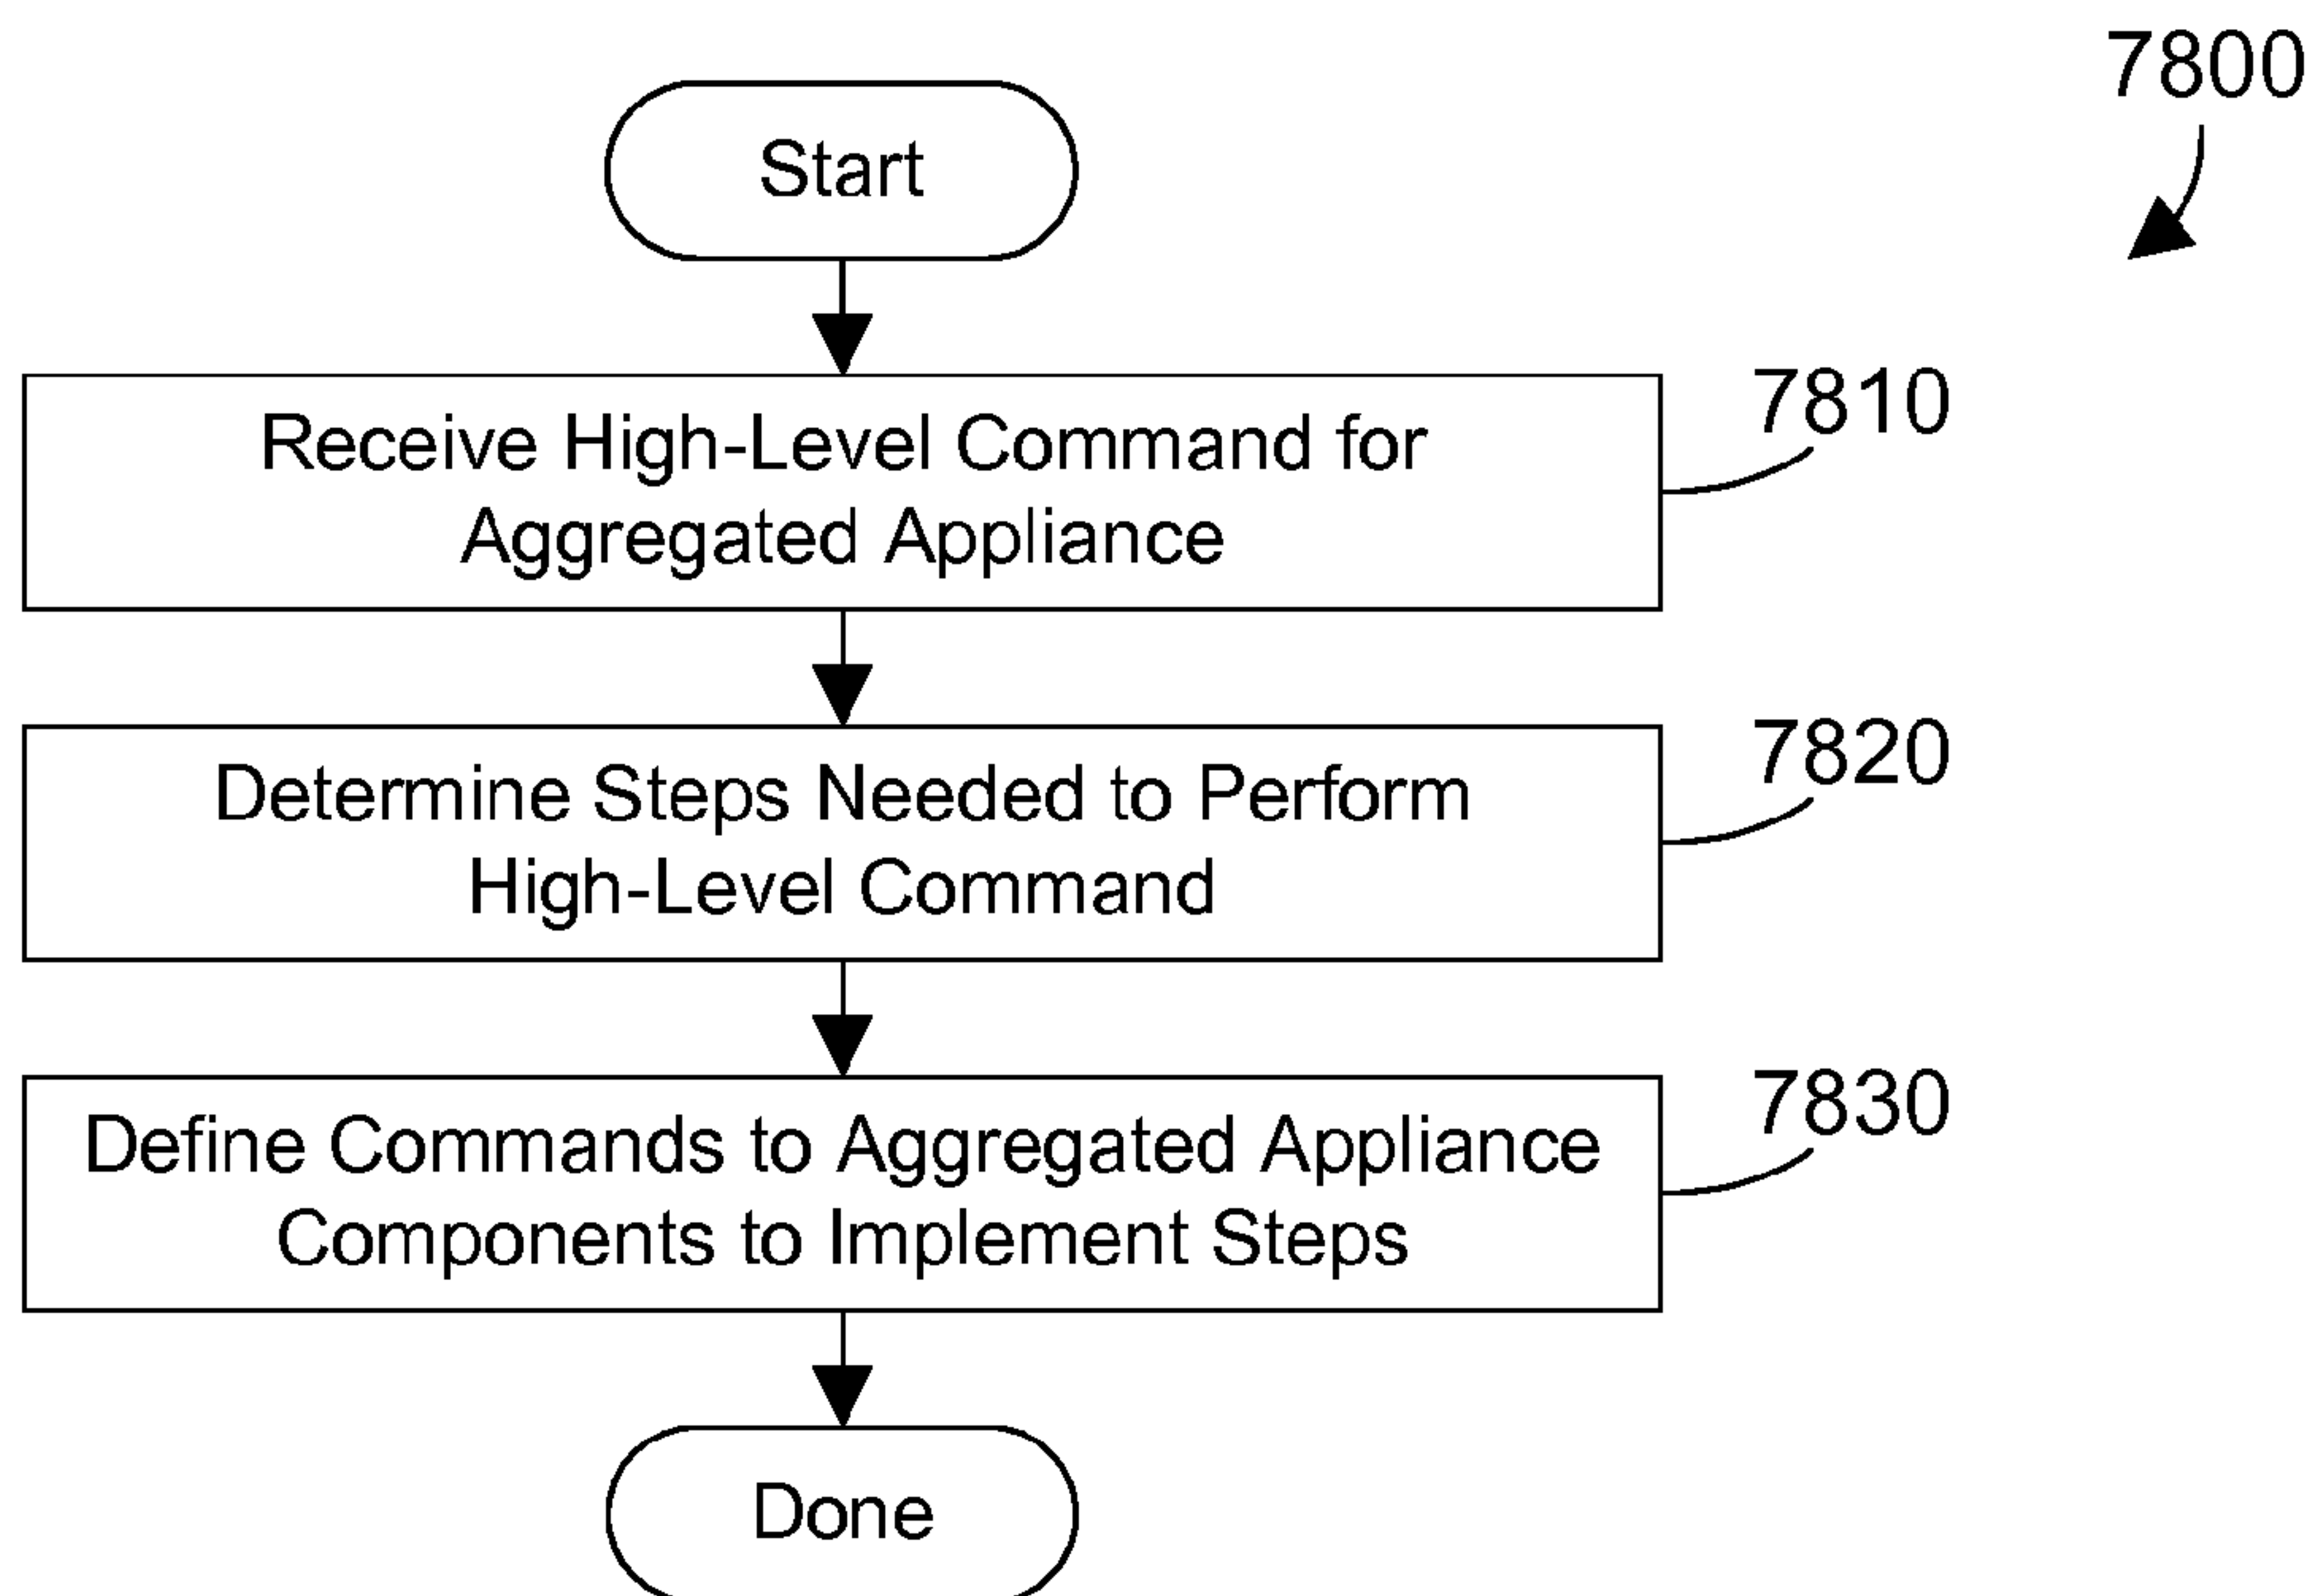 7800
Start
Receive High-Level Command for
Aggregated Appliance
7810
Determine Steps Needed to Perform
High-Level Command
7820
Define Commands to Aggregated Appliance
Components to Implement Steps
7830
Done